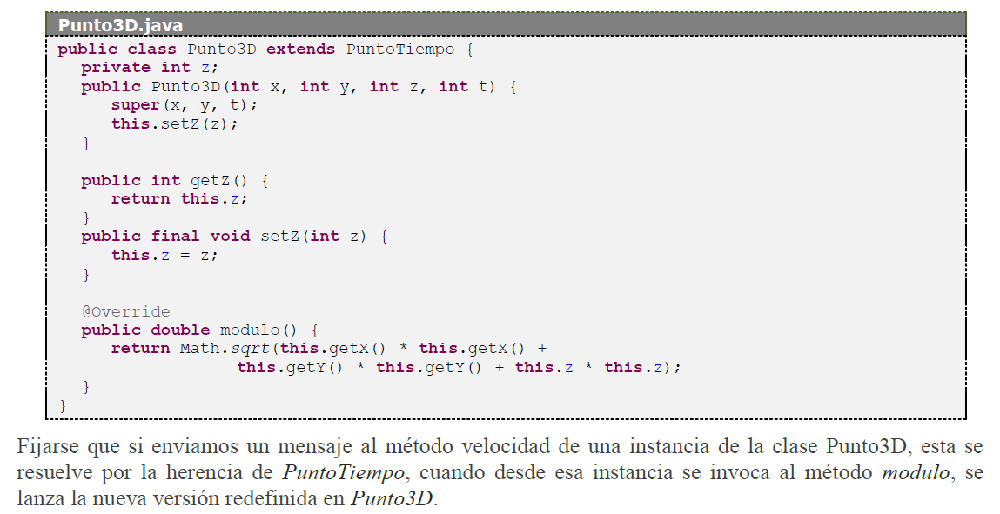 Punto3D.java
public class Punto3D extends PuntoTiempo {
private int z;
public Punto3D(int x, int y, int z, int t) {
super(x, y, t);
this.setZ(z);
}
public int getZ() {
return this.z;
}
public final void setZ(int z) {
this.z = z;
}
@Override
public double modulo() {
return Math.sqrt(this.getX() * this.getX() +
this.getY() * this.getY() + this.z * this.z);
}
}
Fijarse que si enviamos un mensaje al método velocidad de una instancia de la clase Punto3D, esta se
resuelve por la herencia de PuntoTiempo, cuando desde esa instancia se invoca al método modulo, se
lanza la nueva versión redefinida en Punto3D.